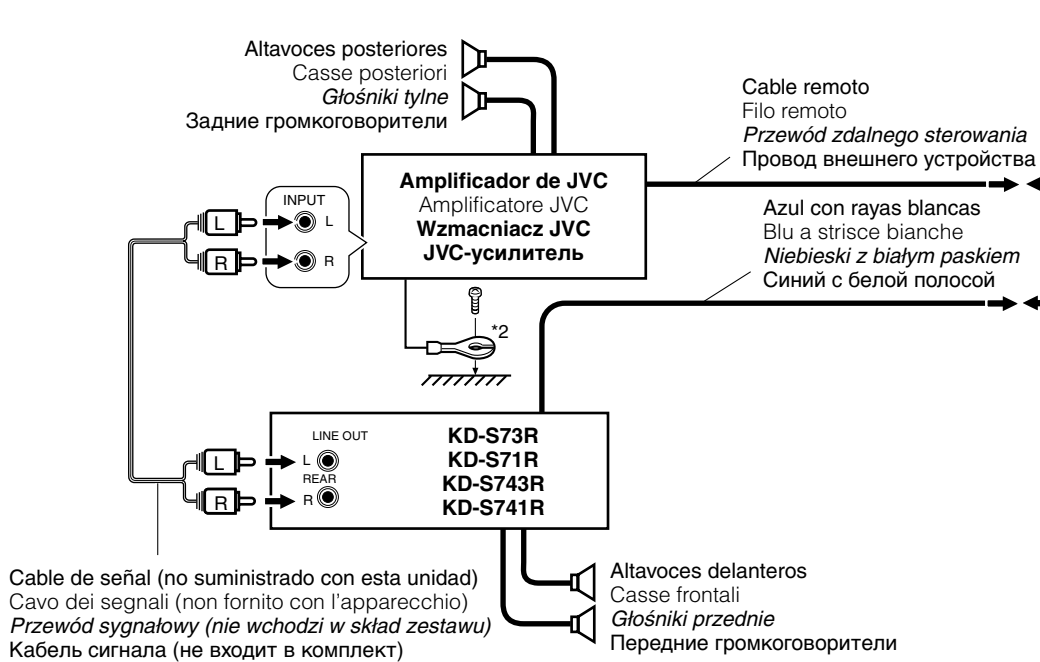 Altavoces posteriores
Casse posteriori
Głośniki tylne
Задние громкоговорители
Cable remoto
Filo remoto
Przewód zdalnego sterowania
Провод внешнего устройства
Amplificador de JVC
Amplificatore JVC
Wzmacniacz JVC
JVC-усилитель
INPUT
L
L
R
R
Azul con rayas blancas
Blu a strisce bianche
Niebieski z białym paskiem
Синий с белой полосой
*2
LINE OUT
L
L
REAR
R
R
KD-S73R
KD-S71R
KD-S743R
KD-S741R
Cable de señal (no suministrado con esta unidad)
Cavo dei segnali (non fornito con l'apparecchio)
Przewód sygnałowy (nie wchodzi w skład zestawu)
Кабель сигнала (не входит в комплект)
Altavoces delanteros
Casse frontali
Głośniki przednie
Передние громкоговорители